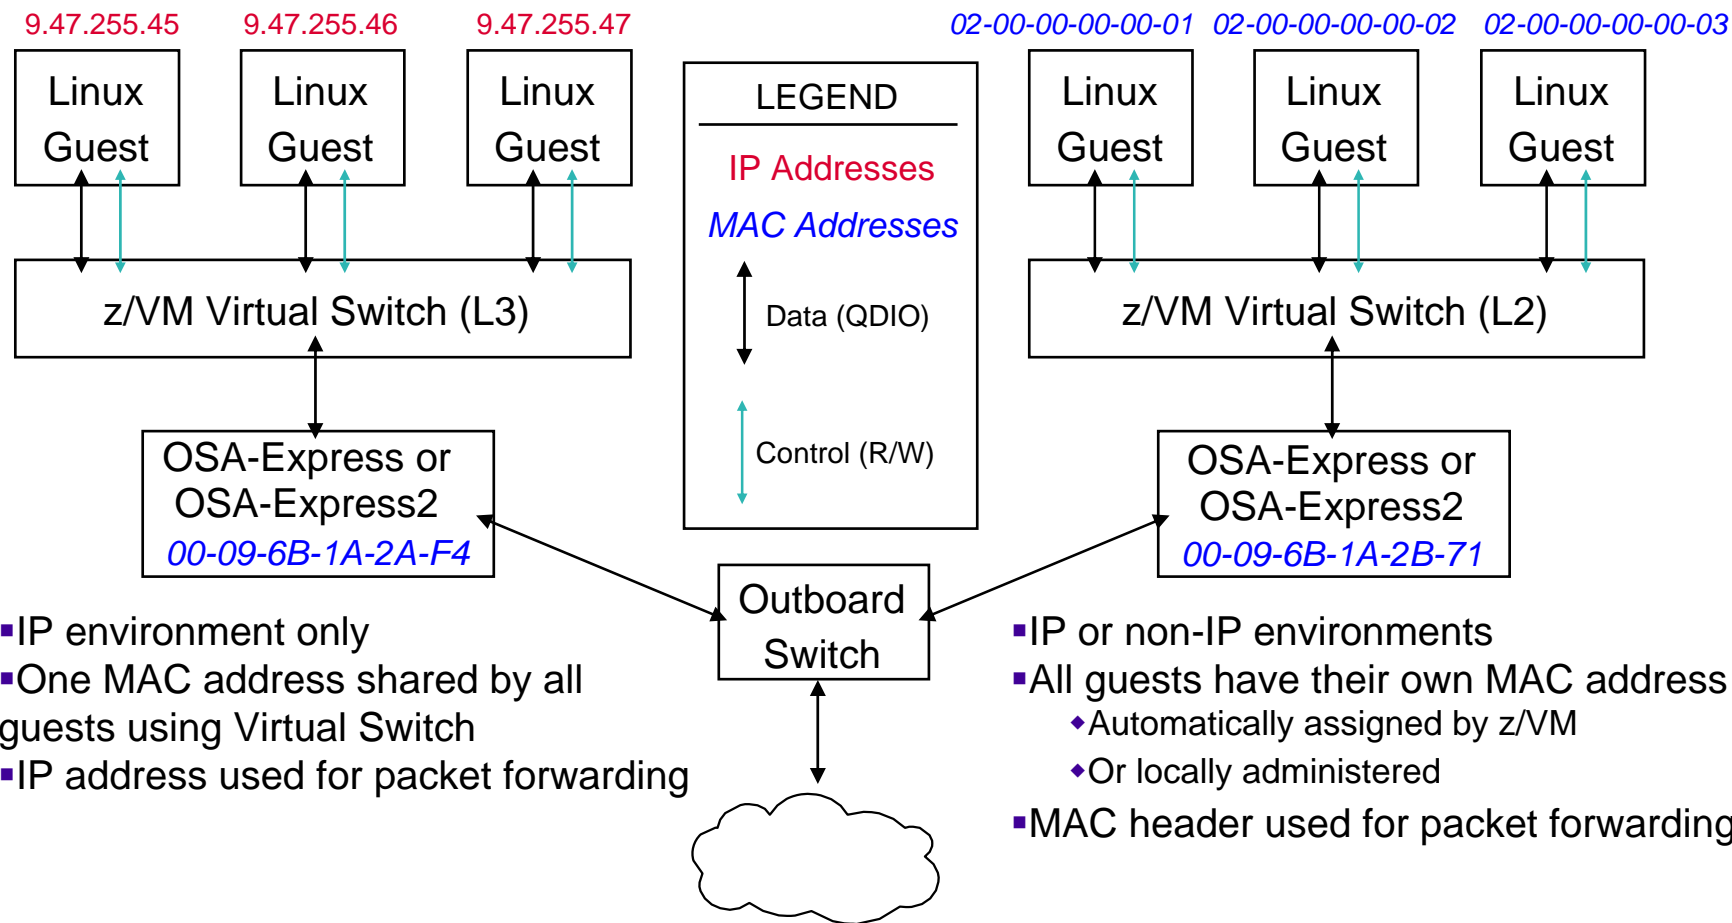 9.47.255.45
9.47.255.46
9.47.255.47
02-00-00-00-00-01
02-00-00-00-00-02
02-00-00-00-00-03
Linux
Guest
Linux
Guest
Linux
Guest
LEGEND
IP Addresses
MAC Addresses
Data (QDIO)
Control (R/W)
Linux
Guest
Linux
Guest
Linux
Guest
z/VM Virtual Switch (L3)
z/VM Virtual Switch (L2)
OSA-Express or
OSA-Express2
00-09-6B-1A-2A-F4
OSA-Express or
OSA-Express2
00-09-6B-1A-2B-71
Outboard
Switch
▪IP environment only
▪One MAC address shared by all
guests using Virtual Switch
▪IP address used for packet forwarding
▪IP or non-IP environments
▪All guests have their own MAC address
◆Automatically assigned by z/VM
◆Or locally administered
▪MAC header used for packet forwarding